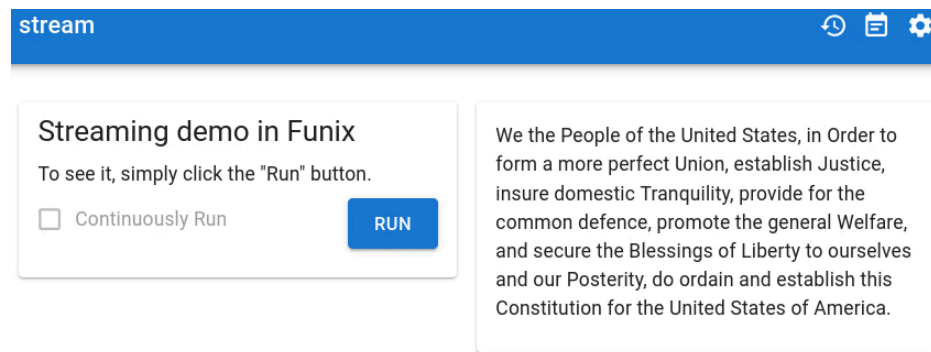 stream
Streaming demo in Funix
To see it, simply click the "Run" button.
Continuously Run
RUN
We the People of the United States, in Order to
form a more perfect Union, establish Justice,
insure domestic Tranquility, provide for the
common defence, promote the general Welfare,
and secure the Blessings of Liberty to ourselves
and our Posterity, do ordain and establish this
Constitution for the United States of America.